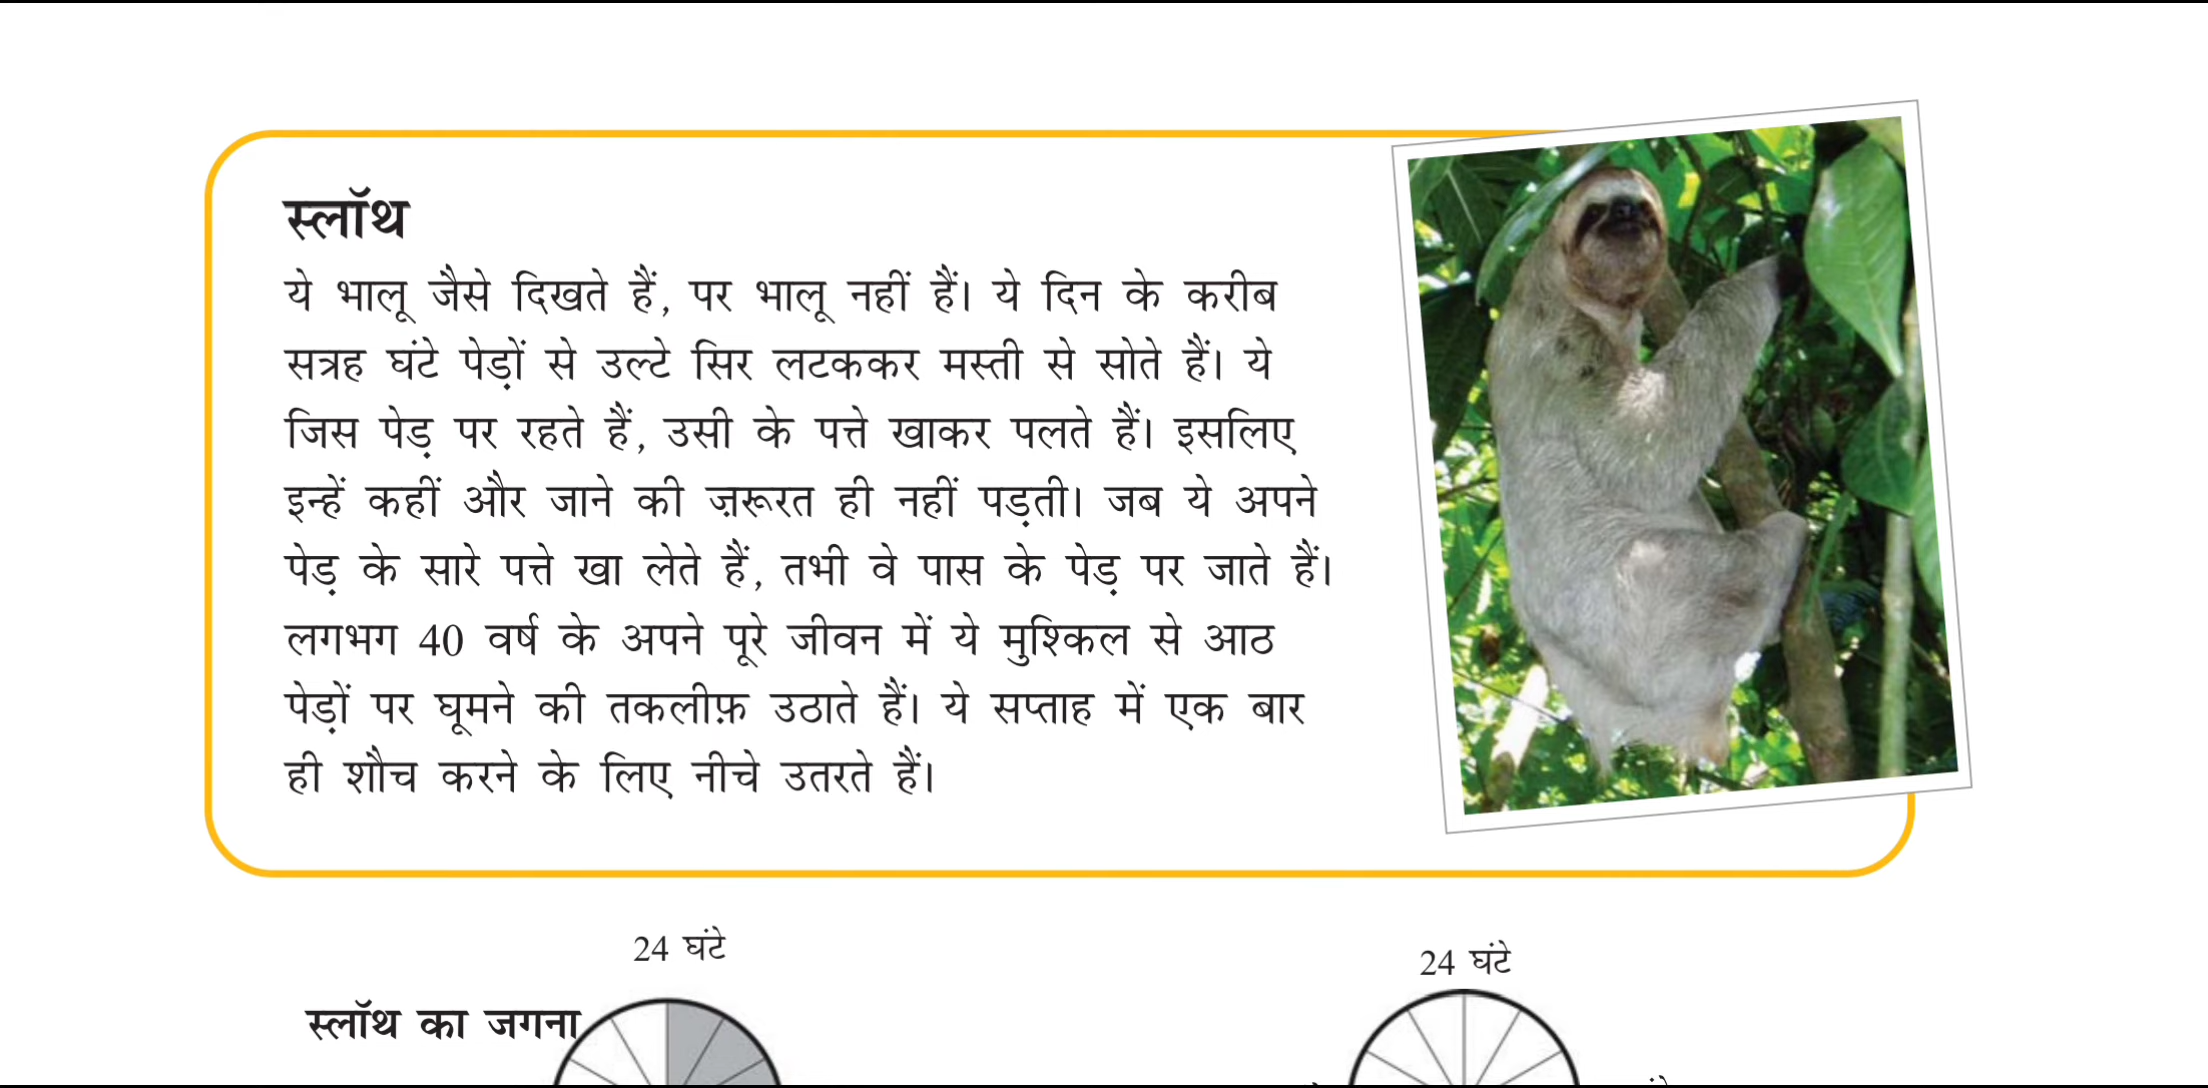 स्लॉथ
ये भालू जैसे दिखते हैं, पर भालू नहीं हैं। ये दिन के करीब
सत्रह घंटे पेड़ों से उल्टे सिर लटककर मस्ती से सोते हैं। ये
जिस पेड़ पर रहते हैं, उसी के पत्ते खाकर पलते हैं। इसलिए
इन्हें कहीं और जाने की ज़रूरत ही नहीं पड़ती। जब ये अपने
पेड़ के सारे पत्ते खा लेते हैं, तभी वे पास के पेड़ पर जाते हैं।
लगभग 40 वर्ष के अपने पूरे जीवन में ये मुश्किल से आठ
पेड़ों पर घूमने की तकलीफ़ उठाते हैं। ये सप्ताह में एक बार
ही शौच करने के लिए नीचे उतरते हैं।
24 घंटे
24 घंटे
स्लॉथ का जगना